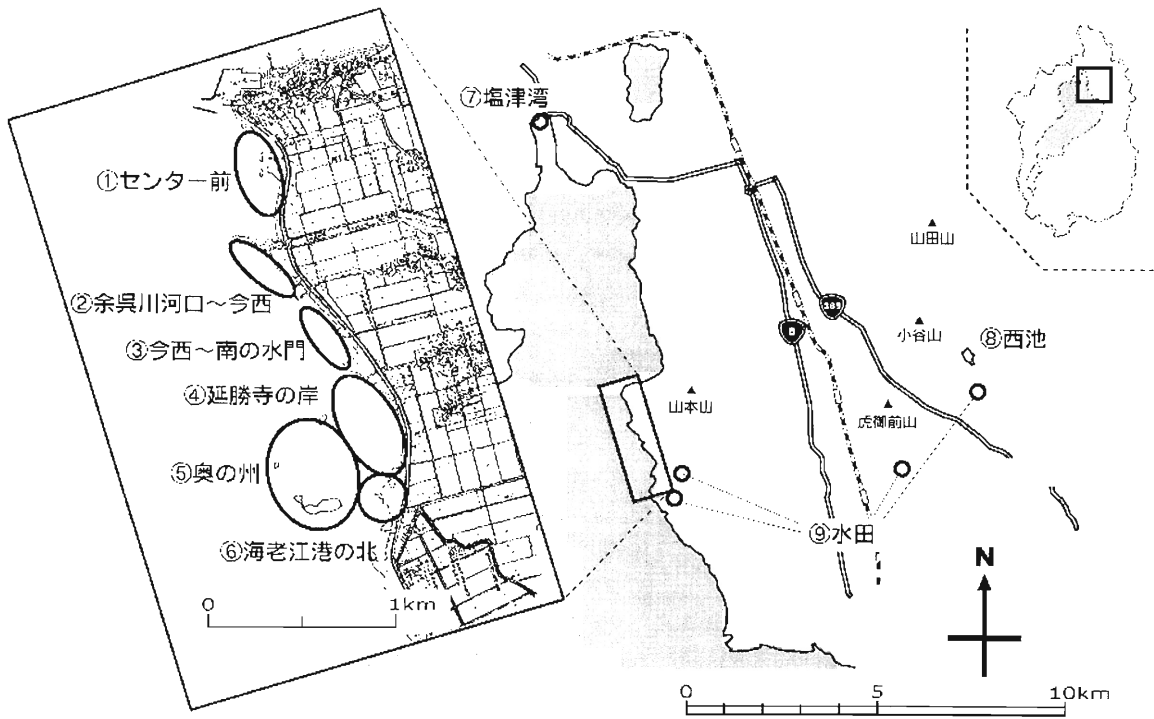 ⑦塩津湾
①センター前
②余呉川河口～今西
③今西～南の水門
④延勝寺の岸
⑤奥の州
⑥海老江港の北
0 1km
山田山
小谷山
⑧西池
虎御前山
山本山
8
365
⑨水田
N
0 5 10km